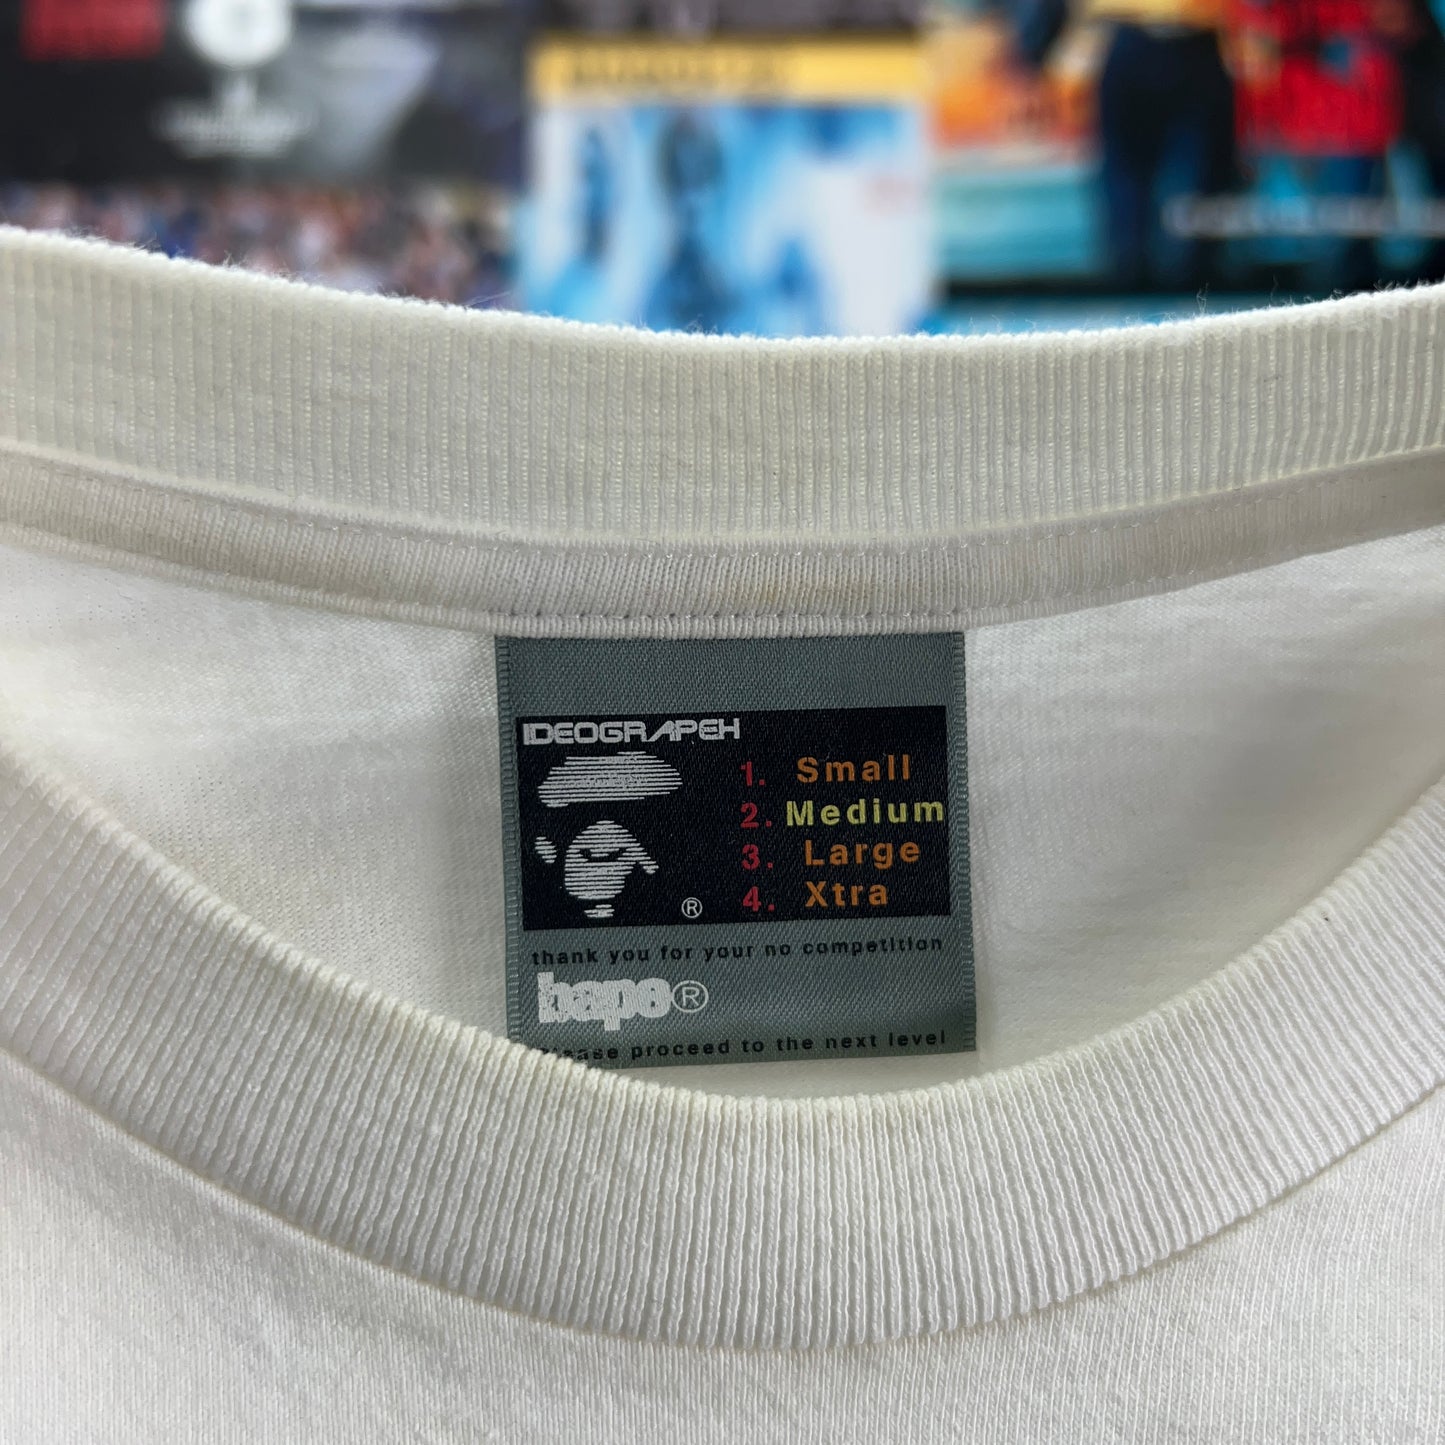 IDEOGRAPEH
1. Small
2. Medium
3. Large
4. Xtra
®
thank you for your no competition
bape®
please proceed to the next level